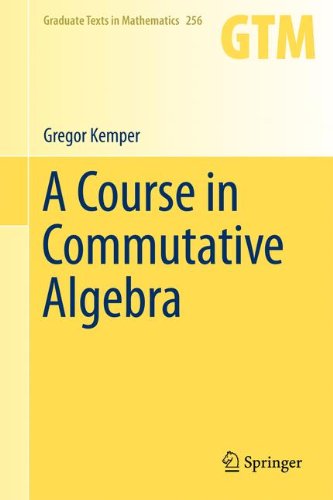 Graduate Texts in Mathematics 256
GTM
Gregor Kemper
A Course in
Commutative
Algebra
Springer